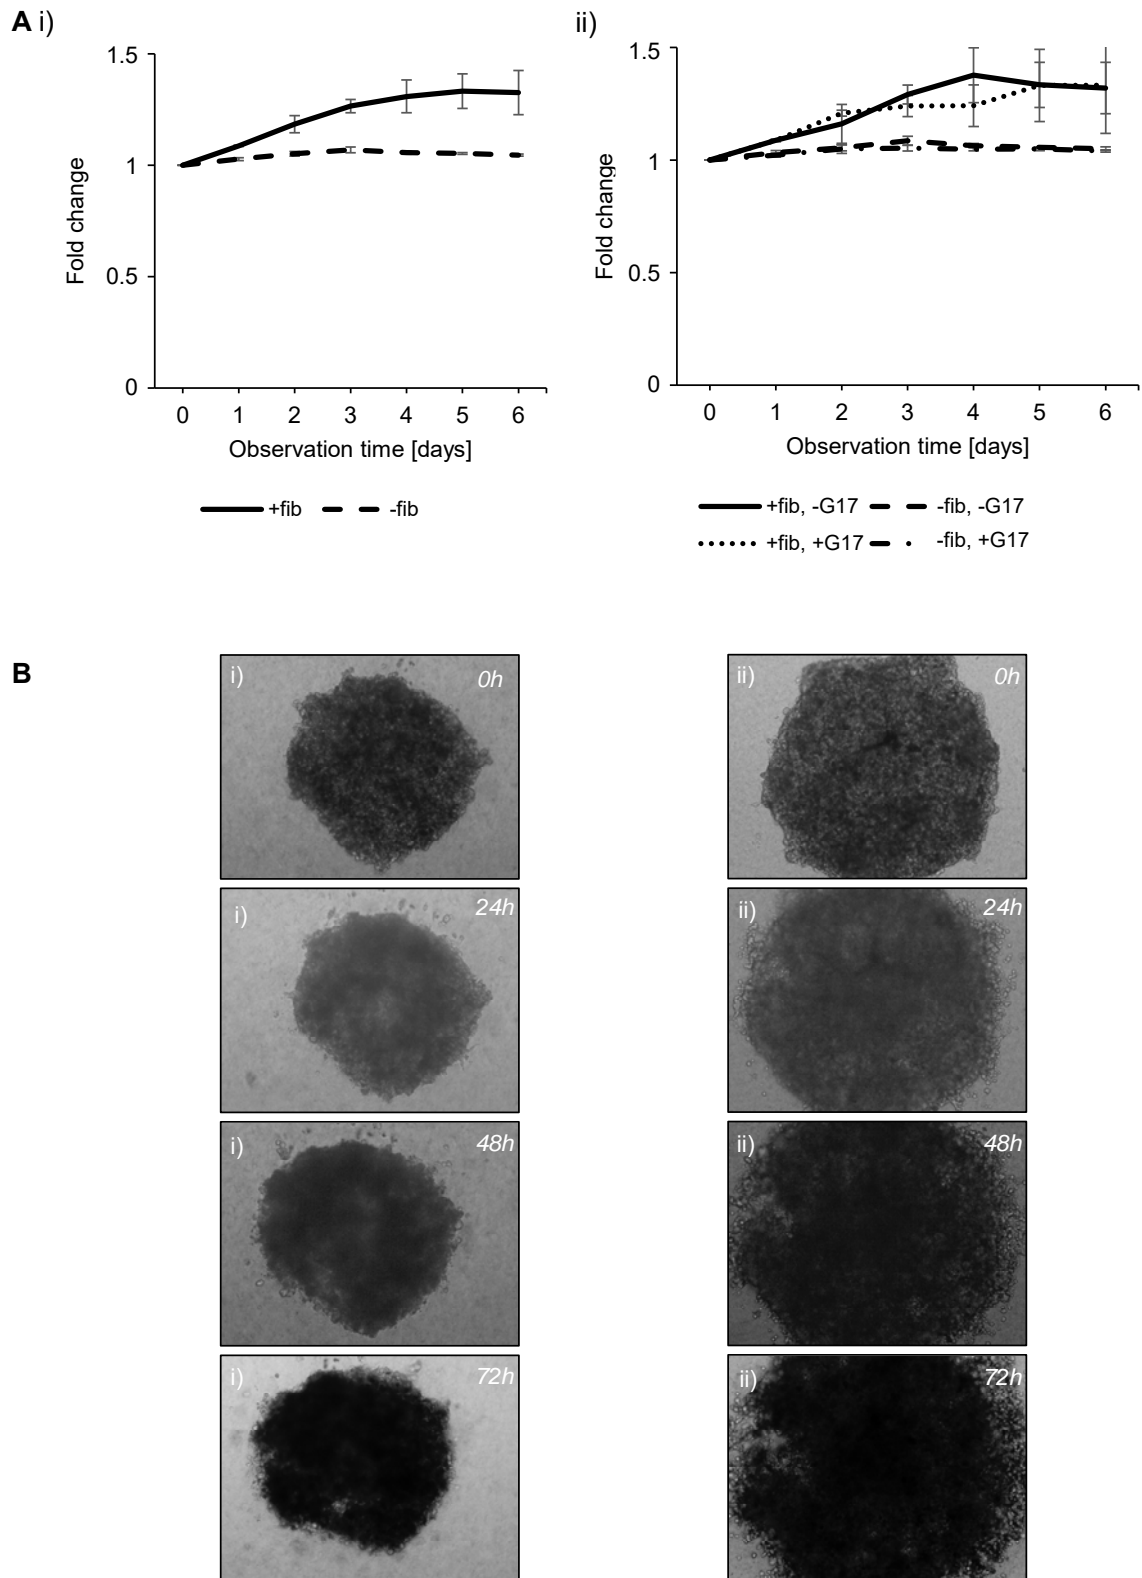 A i)
ii)
1.5
1
0.5
0
Fold change
0 1 2 3 4 5 6
Observation time [days]
+fib -fib
1.5
1
0.5
0
Fold change
0 1 2 3 4 5 6
Observation time [days]
+fib, -G17 -fib, -G17
+fib, +G17 -fib, +G17
B
i) 0h
ii) 0h
i) 24h
ii) 24h
i) 48h
ii) 48h
i) 72h
ii) 72h